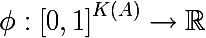 ϕ : [0, 1]^{K(A)} → ℝ